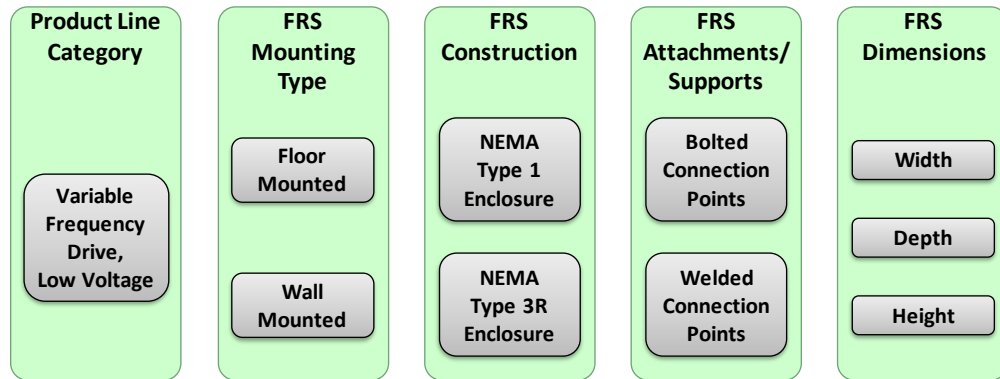 Product Line
Category
Variable
Frequency
Drive,
Low Voltage
FRS
Mounting
Type
Floor
Mounted
Wall
Mounted
FRS
Construction
NEMA
Type 1
Enclosure
NEMA
Type 3R
Enclosure
FRS
Attachments/
Supports
Bolted
Connection
Points
Welded
Connection
Points
FRS
Dimensions
Width
Depth
Height